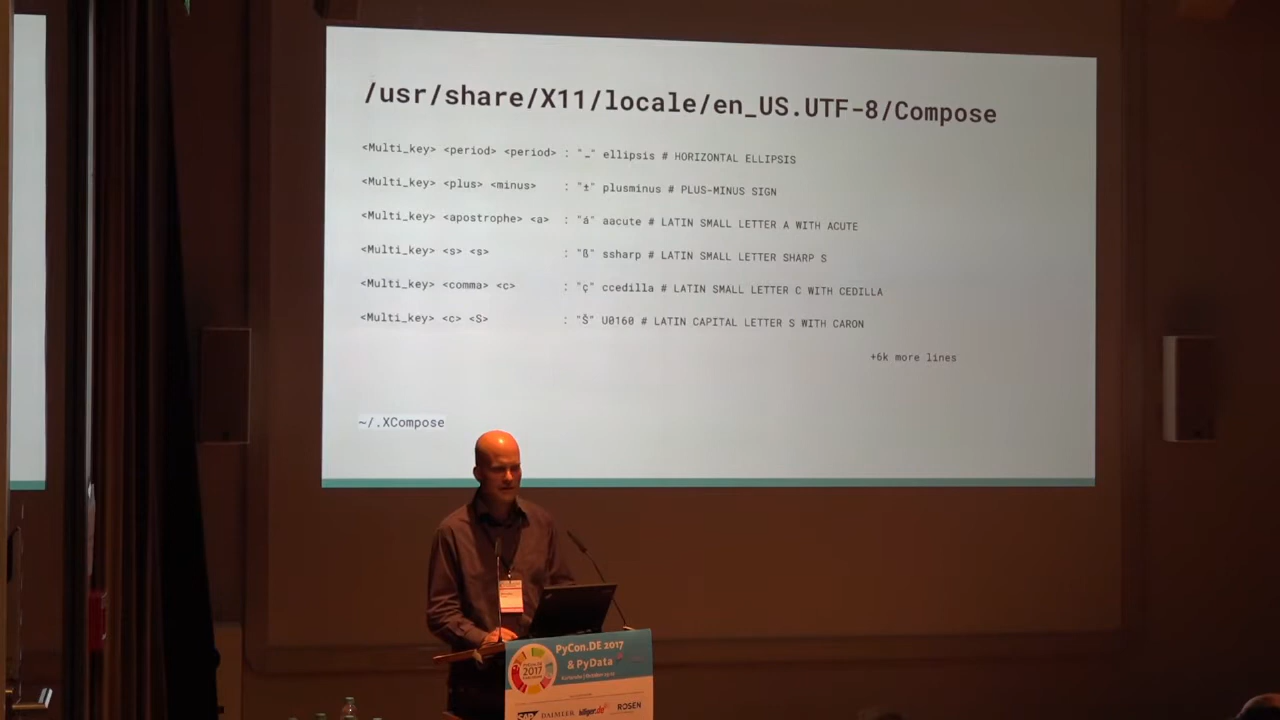 /usr/share/X11/locale/en_US.UTF-8/Compose
<Multi_key> <period> <period> : "…" ellipsis # HORIZONTAL ELLIPSIS
<Multi_key> <plus> <minus> : "±" plusminus # PLUS-MINUS SIGN
<Multi_key> <apostrophe> <a> : "á" aacute # LATIN SMALL LETTER A WITH ACUTE
<Multi_key> <s> <s> : "ß" ssharp # LATIN SMALL LETTER SHARP S
<Multi_key> <comma> <c> : "ç" ccedilla # LATIN SMALL LETTER C WITH CEDILLA
<Multi_key> <c> <S> : "Š" U0160 # LATIN CAPITAL LETTER S WITH CARON
+6k more lines
~/.XCompose
PyCon.DE 2017
& PyData
PyCon.DE
2017
DAIMLER
ROSEN